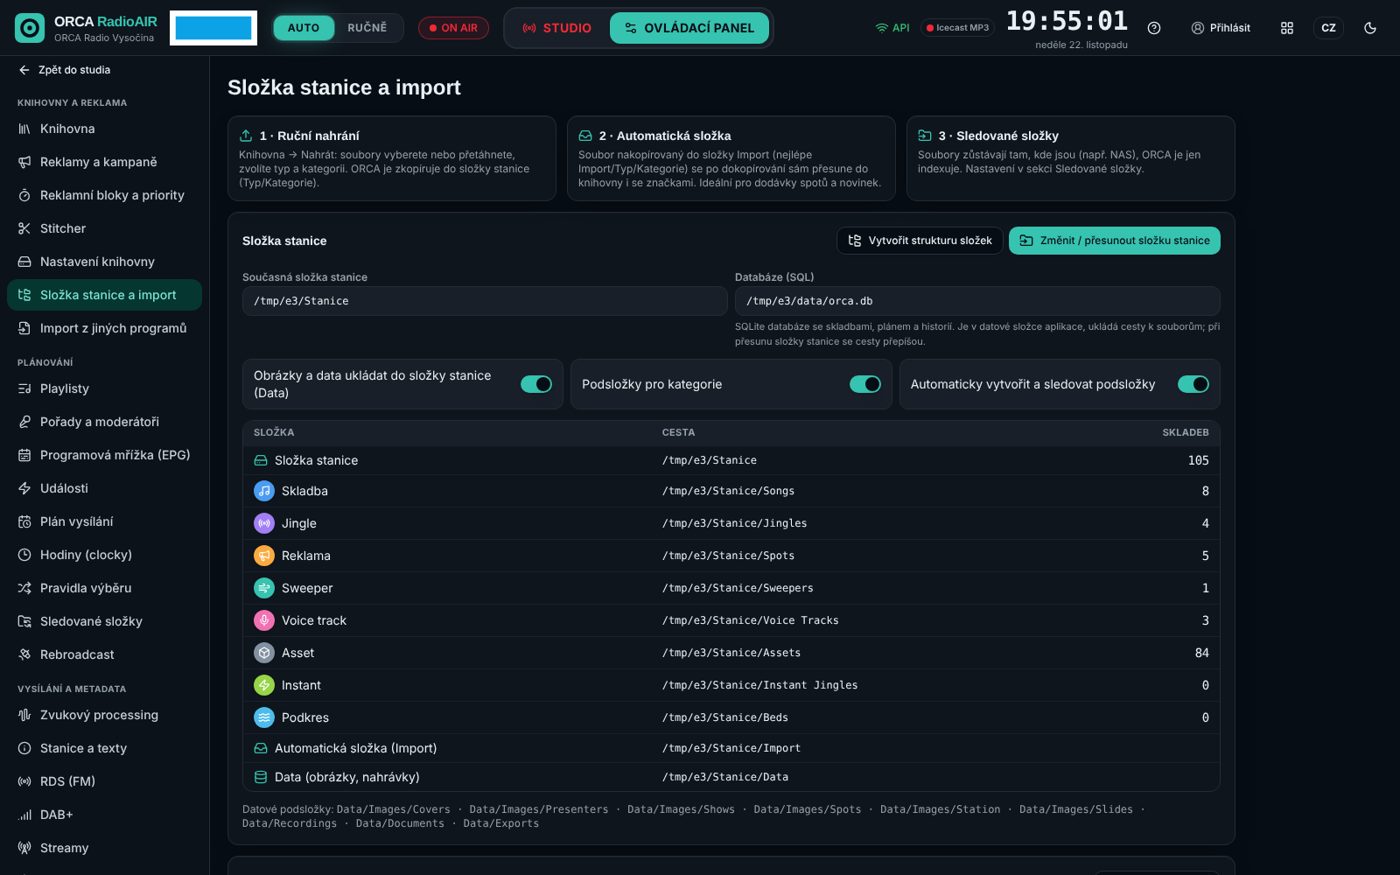 ORCA RadioAIR
ORCA Radio Vysočina
AUTO
RUČNĚ
ON AIR
STUDIO
OVLÁDACÍ PANEL
API
Icecast MP3
19:55:01
neděle 22. listopadu
Přihlásit
CZ
Zpět do studia
KNIHOVNY A REKLAMA
Knihovna
Reklamy a kampaně
Reklamní bloky a priority
Stitcher
Nastavení knihovny
Složka stanice a import
Import z jiných programů
PLÁNOVÁNÍ
Playlisty
Pořady a moderátoři
Programová mřížka (EPG)
Události
Plán vysílání
Hodiny (clocky)
Pravidla výběru
Sledované složky
Rebroadcast
VYSÍLÁNÍ A METADATA
Zvukový processing
Stanice a texty
RDS (FM)
DAB+
Streamy
Složka stanice a import
1 · Ruční nahrání
Knihovna → Nahrát: soubory vyberete nebo přetáhnete,
zvolíte typ a kategorii. ORCA je zkopíruje do složky stanice
(Typ/Kategorie).
2 · Automatická složka
Soubor nakopírovaný do složky Import (nejlépe
Import/Typ/Kategorie) se po dokopírování sám přesune do
knihovny i se značkami. Ideální pro dodávky spotů a novinek.
3 · Sledované složky
Soubory zůstávají tam, kde jsou (např. NAS), ORCA je jen
indexuje. Nastavení v sekci Sledované složky.
Složka stanice
Vytvořit strukturu složek
Změnit / přesunout složku stanice
Současná složka stanice
/tmp/e3/Stanice
Databáze (SQL)
/tmp/e3/data/orca.db
SQLite databáze se skladbami, plánem a historií. Je v datové složce aplikace, ukládá cesty k souborům; při
přesunu složky stanice se cesty přepíšou.
Obrázky a data ukládat do složky stanice
(Data)
Podsložky pro kategorie
Automaticky vytvořit a sledovat podsložky
SLOŽKA CESTA SKLADEB
Složka stanice /tmp/e3/Stanice 105
Skladba /tmp/e3/Stanice/Songs 8
Jingle /tmp/e3/Stanice/Jingles 4
Reklama /tmp/e3/Stanice/Spots 5
Sweeper /tmp/e3/Stanice/Sweepers 1
Voice track /tmp/e3/Stanice/Voice Tracks 3
Asset /tmp/e3/Stanice/Assets 84
Instant /tmp/e3/Stanice/Instant Jingles 0
Podkres /tmp/e3/Stanice/Beds 0
Automatická složka (Import) /tmp/e3/Stanice/Import
Data (obrázky, nahrávky) /tmp/e3/Stanice/Data
Datové podsložky: Data/Images/Covers · Data/Images/Presenters · Data/Images/Shows · Data/Images/Spots · Data/Images/Station · Data/Images/Slides ·
Data/Recordings · Data/Documents · Data/Exports